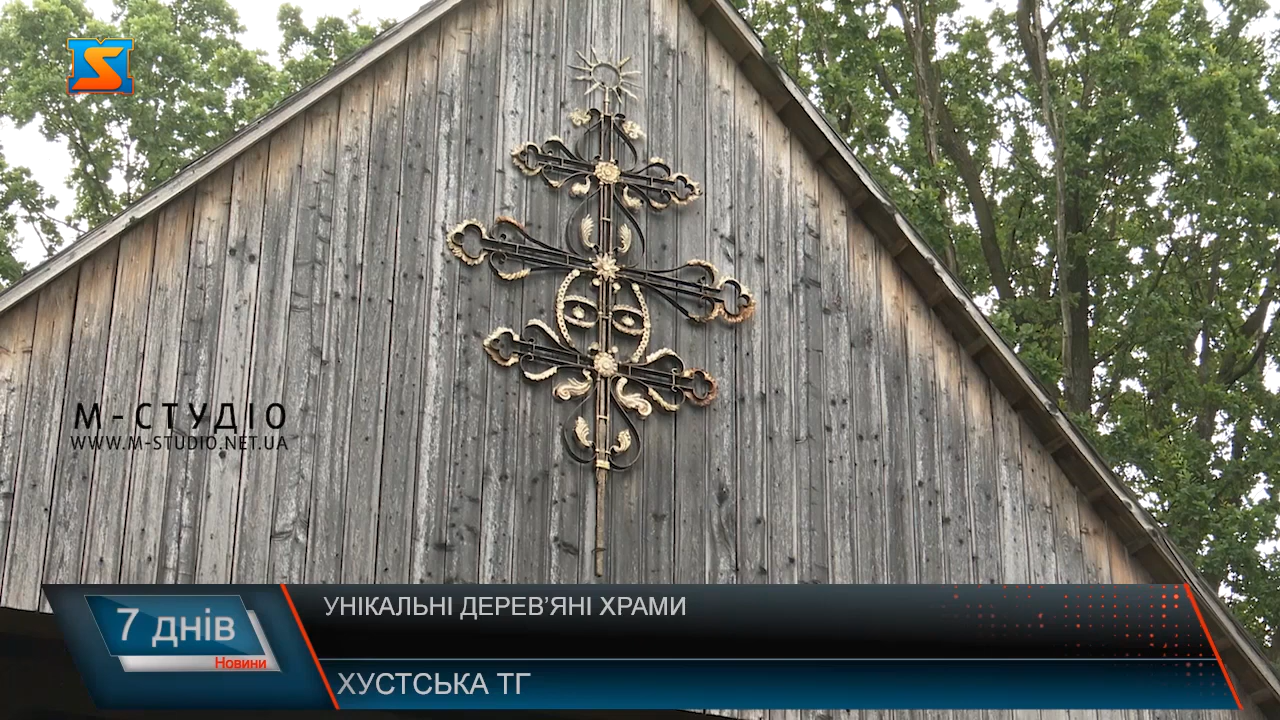 М-СТУДІО
WWW.M-STUDIO.NET.UA
7 днів
Новини
УНІКАЛЬНІ ДЕРЕВ'ЯНІ ХРАМИ
ХУСТСЬКА ТГ